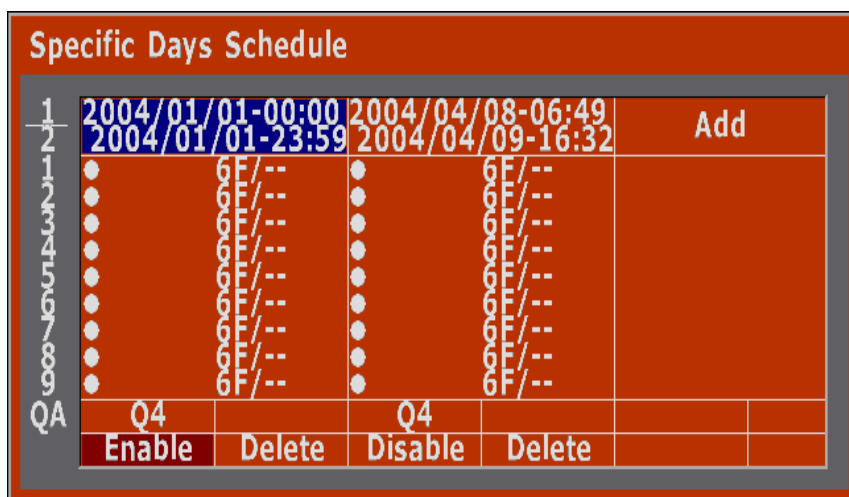 Specific Days Schedule
1 2004/01/01-00:00 2004/04/08-06:49 Add
2 2004/01/01-23:59 2004/04/09-16:32
1 6F/-- 6F/--
2 6F/-- 6F/--
3 6F/-- 6F/--
4 6F/-- 6F/--
5 6F/-- 6F/--
6 6F/-- 6F/--
7 6F/-- 6F/--
8 6F/-- 6F/--
9 6F/-- 6F/--
QA Q4 Q4
Enable Delete Disable Delete